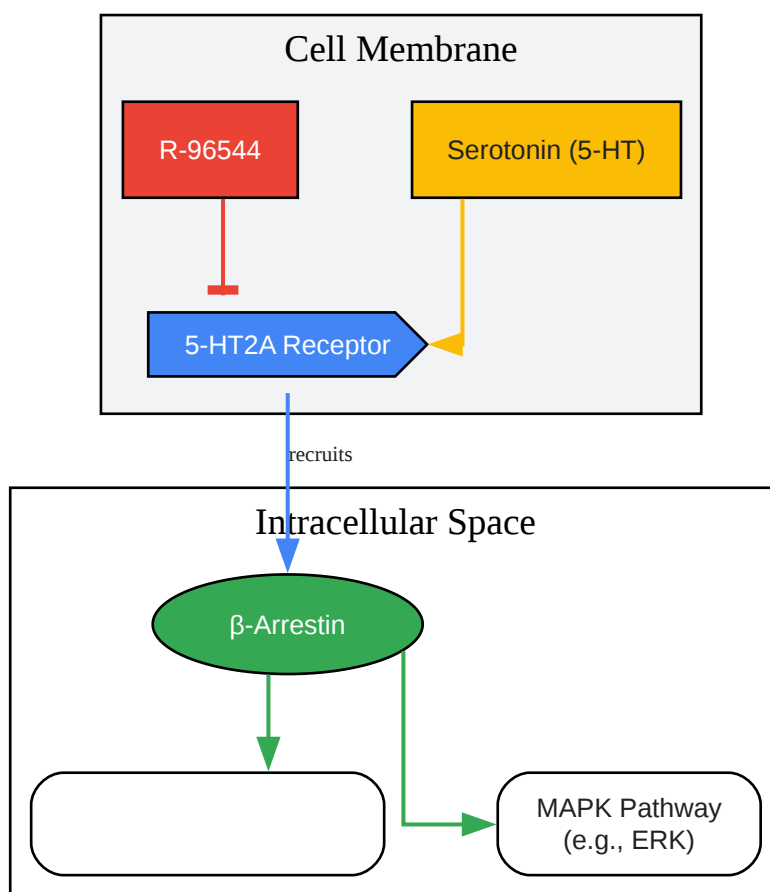 Cell Membrane
R-96544
Serotonin (5-HT)
5-HT2A Receptor
recruits
Intracellular Space
β-Arrestin
MAPK Pathway
(e.g., ERK)